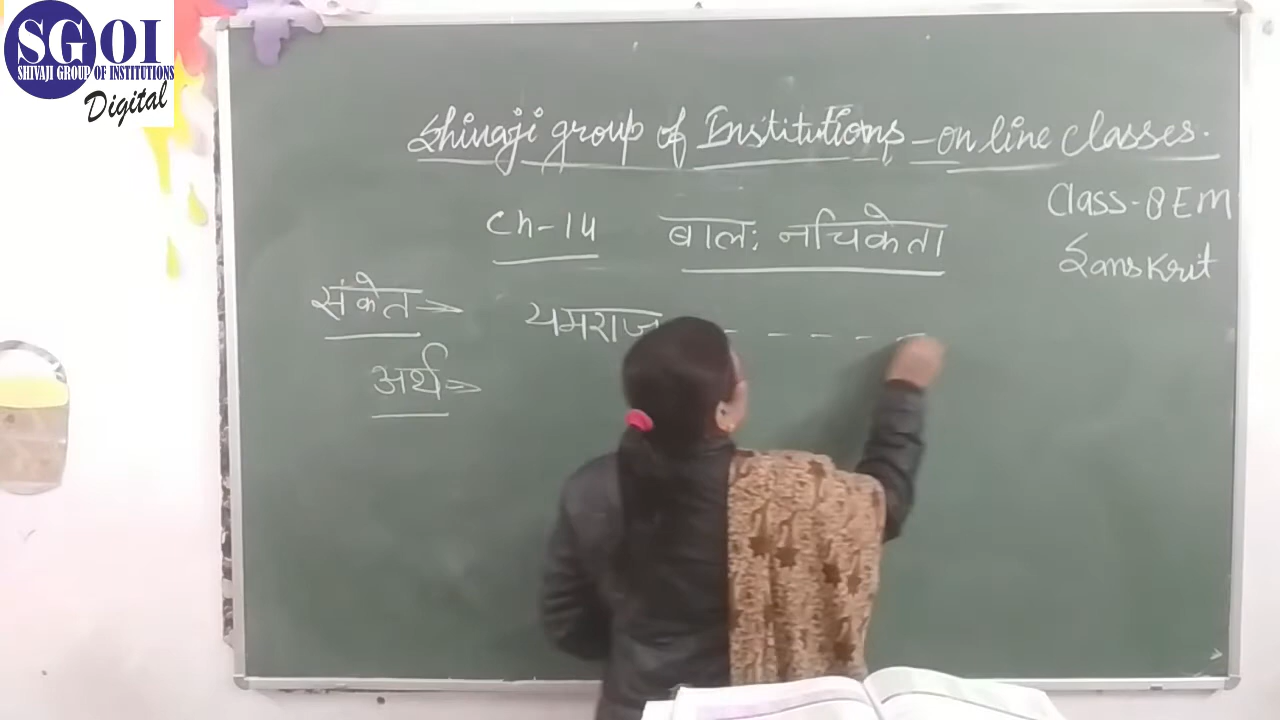 SGOI
SHIVAJI GROUP OF INSTITUTIONS
Digital
Shivaji group of Institutions - on line classes.
Class-8 EM
Sanskrit
Ch-14 बालः नचिकेता
संकेत → यमराज - - - - -
अर्थ ⇒